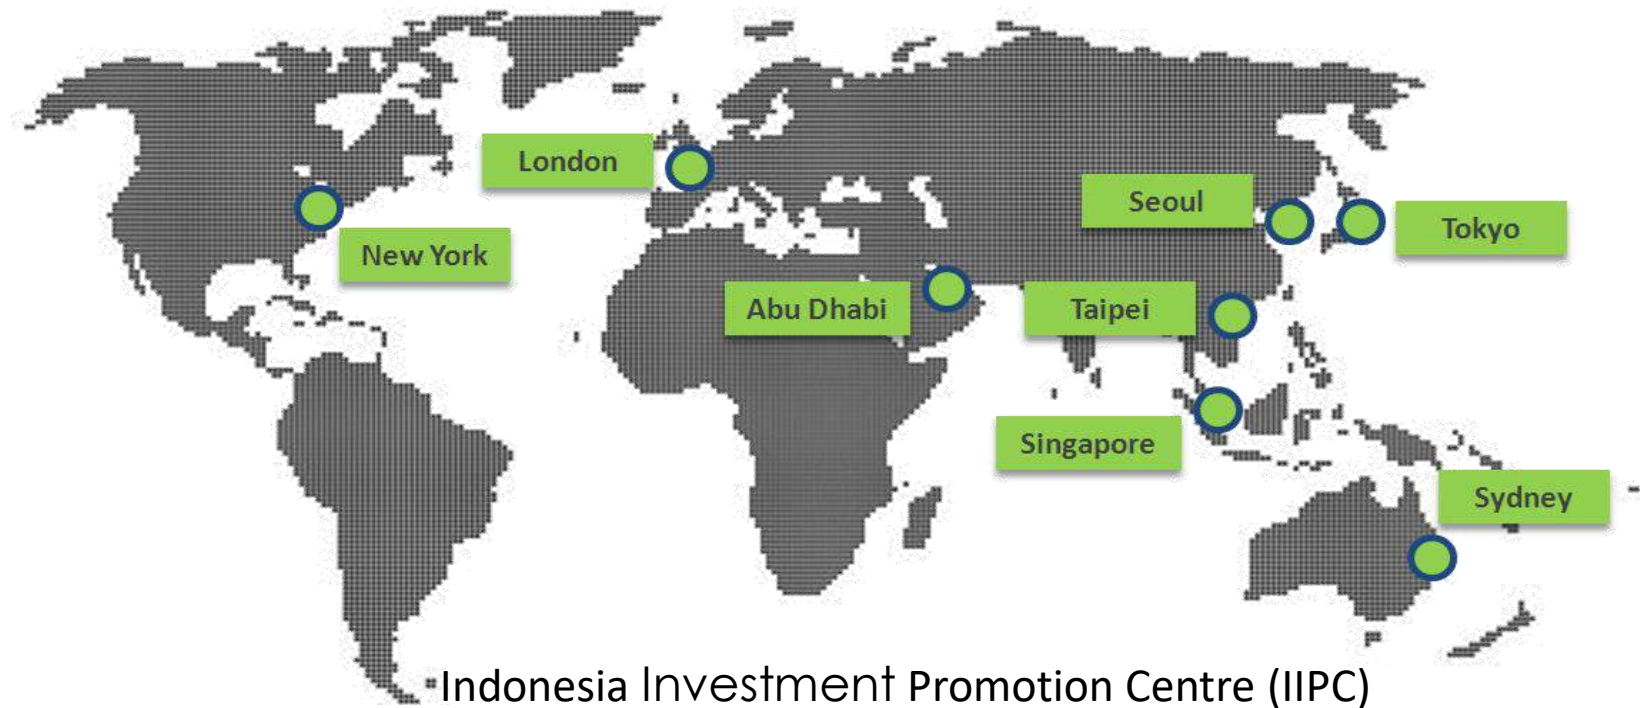 London
Seoul
Tokyo
New York
Abu Dhabi
Taipei
Singapore
Sydney
Indonesia Investment Promotion Centre (IIPC)